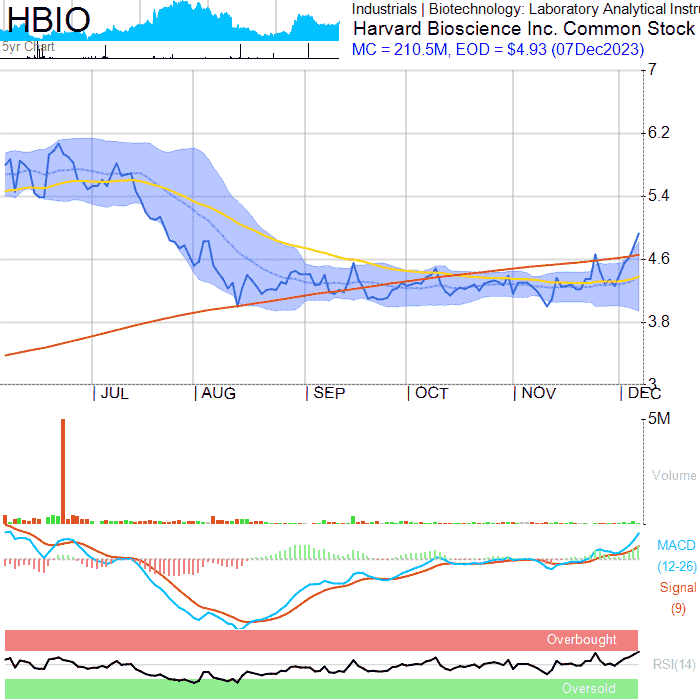 HBIO
5yr Chart
Industrials | Biotechnology: Laboratory Analytical Instru
Harvard Bioscience Inc. Common Stock
MC = 210.5M, EOD = $4.93 (07Dec2023)
7
6.2
5.4
4.6
3.8
3
JUL AUG SEP OCT NOV DEC
5M
Volume
MACD
(12-26)
Signal
(9)
Overbought
RSI(14)
Oversold